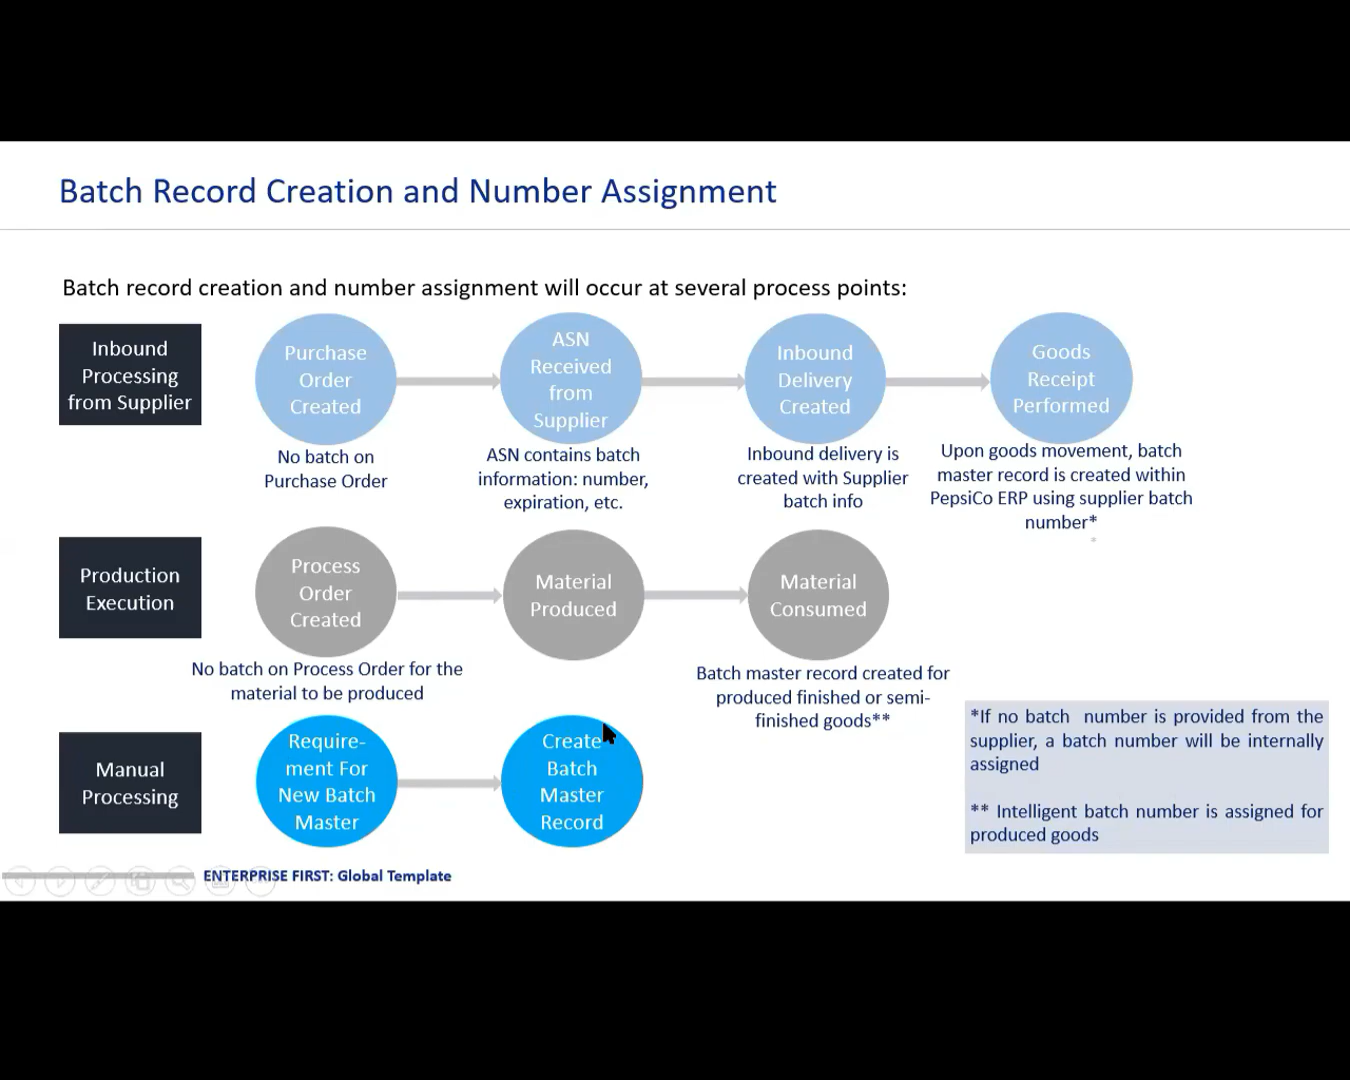 Batch Record Creation and Number Assignment
Batch record creation and number assignment will occur at several process points:
Inbound
Processing
from Supplier
Purchase
Order
Created
ASN
Received
from
Supplier
Inbound
Delivery
Created
Goods
Receipt
Performed
No batch on
Purchase Order
ASN contains batch
information: number,
expiration, etc.
Inbound delivery is
created with Supplier
batch info
Upon goods movement, batch
master record is created within
PepsiCo ERP using supplier batch
number*
*
Production
Execution
Process
Order
Created
Material
Produced
Material
Consumed
No batch on Process Order for the
material to be produced
Batch master record created for
produced finished or semi-
finished goods**
Manual
Processing
Require-
ment For
New Batch
Master
Create
Batch
Master
Record
*If no batch number is provided from the
supplier, a batch number will be internally
assigned
** Intelligent batch number is assigned for
produced goods
ENTERPRISE FIRST: Global Template